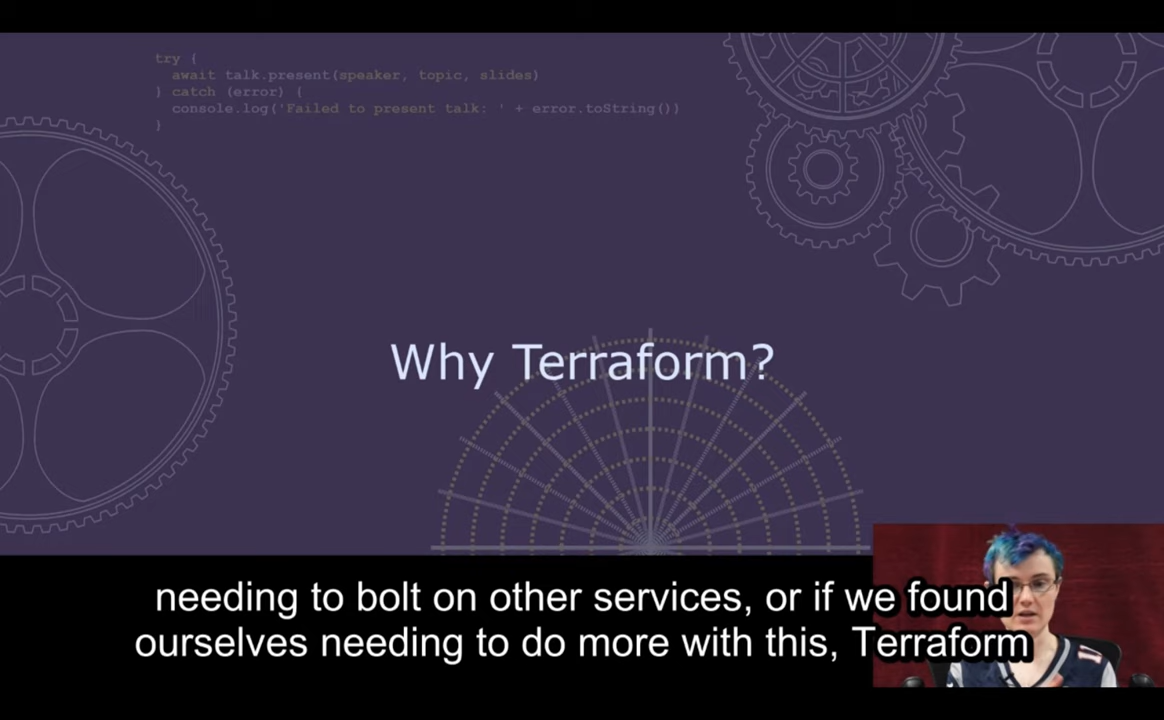 try {
await talk.present(speaker, topic, slides)
} catch (error) {
console.log('Failed to present talk: ' + error.toString())
}
Why Terraform?
needing to bolt on other services, or if we found
ourselves needing to do more with this, Terraform